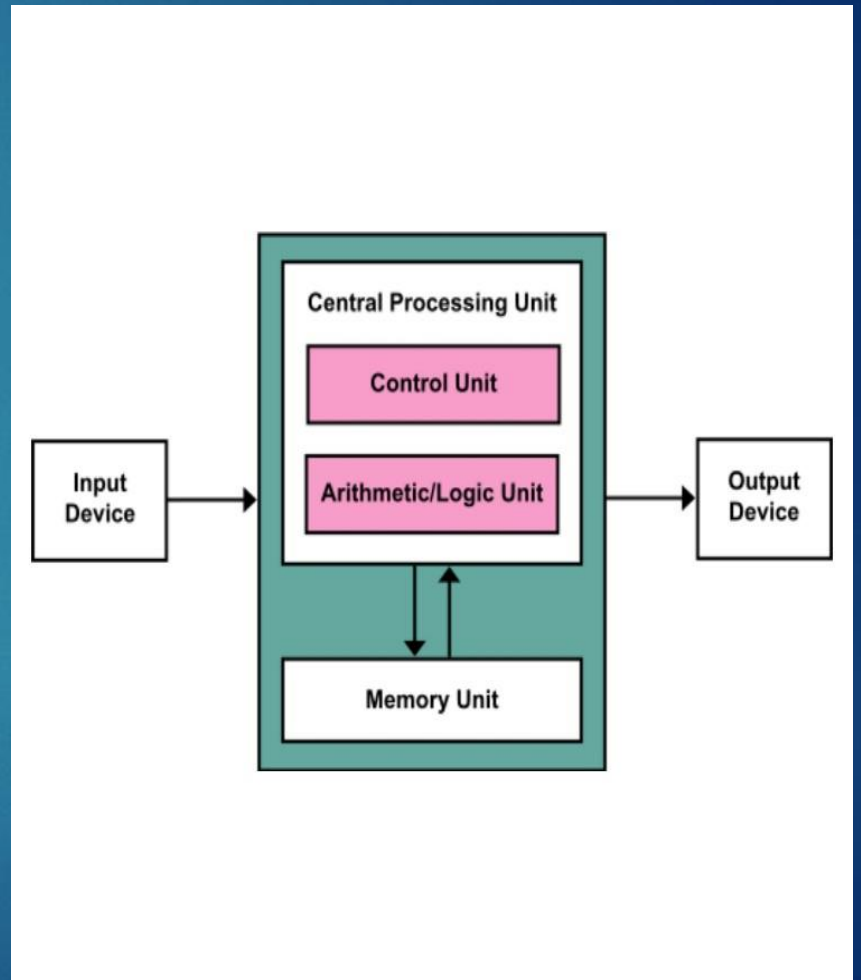 Central Processing Unit
Control Unit
Arithmetic/Logic Unit
Input
Device
Output
Device
Memory Unit